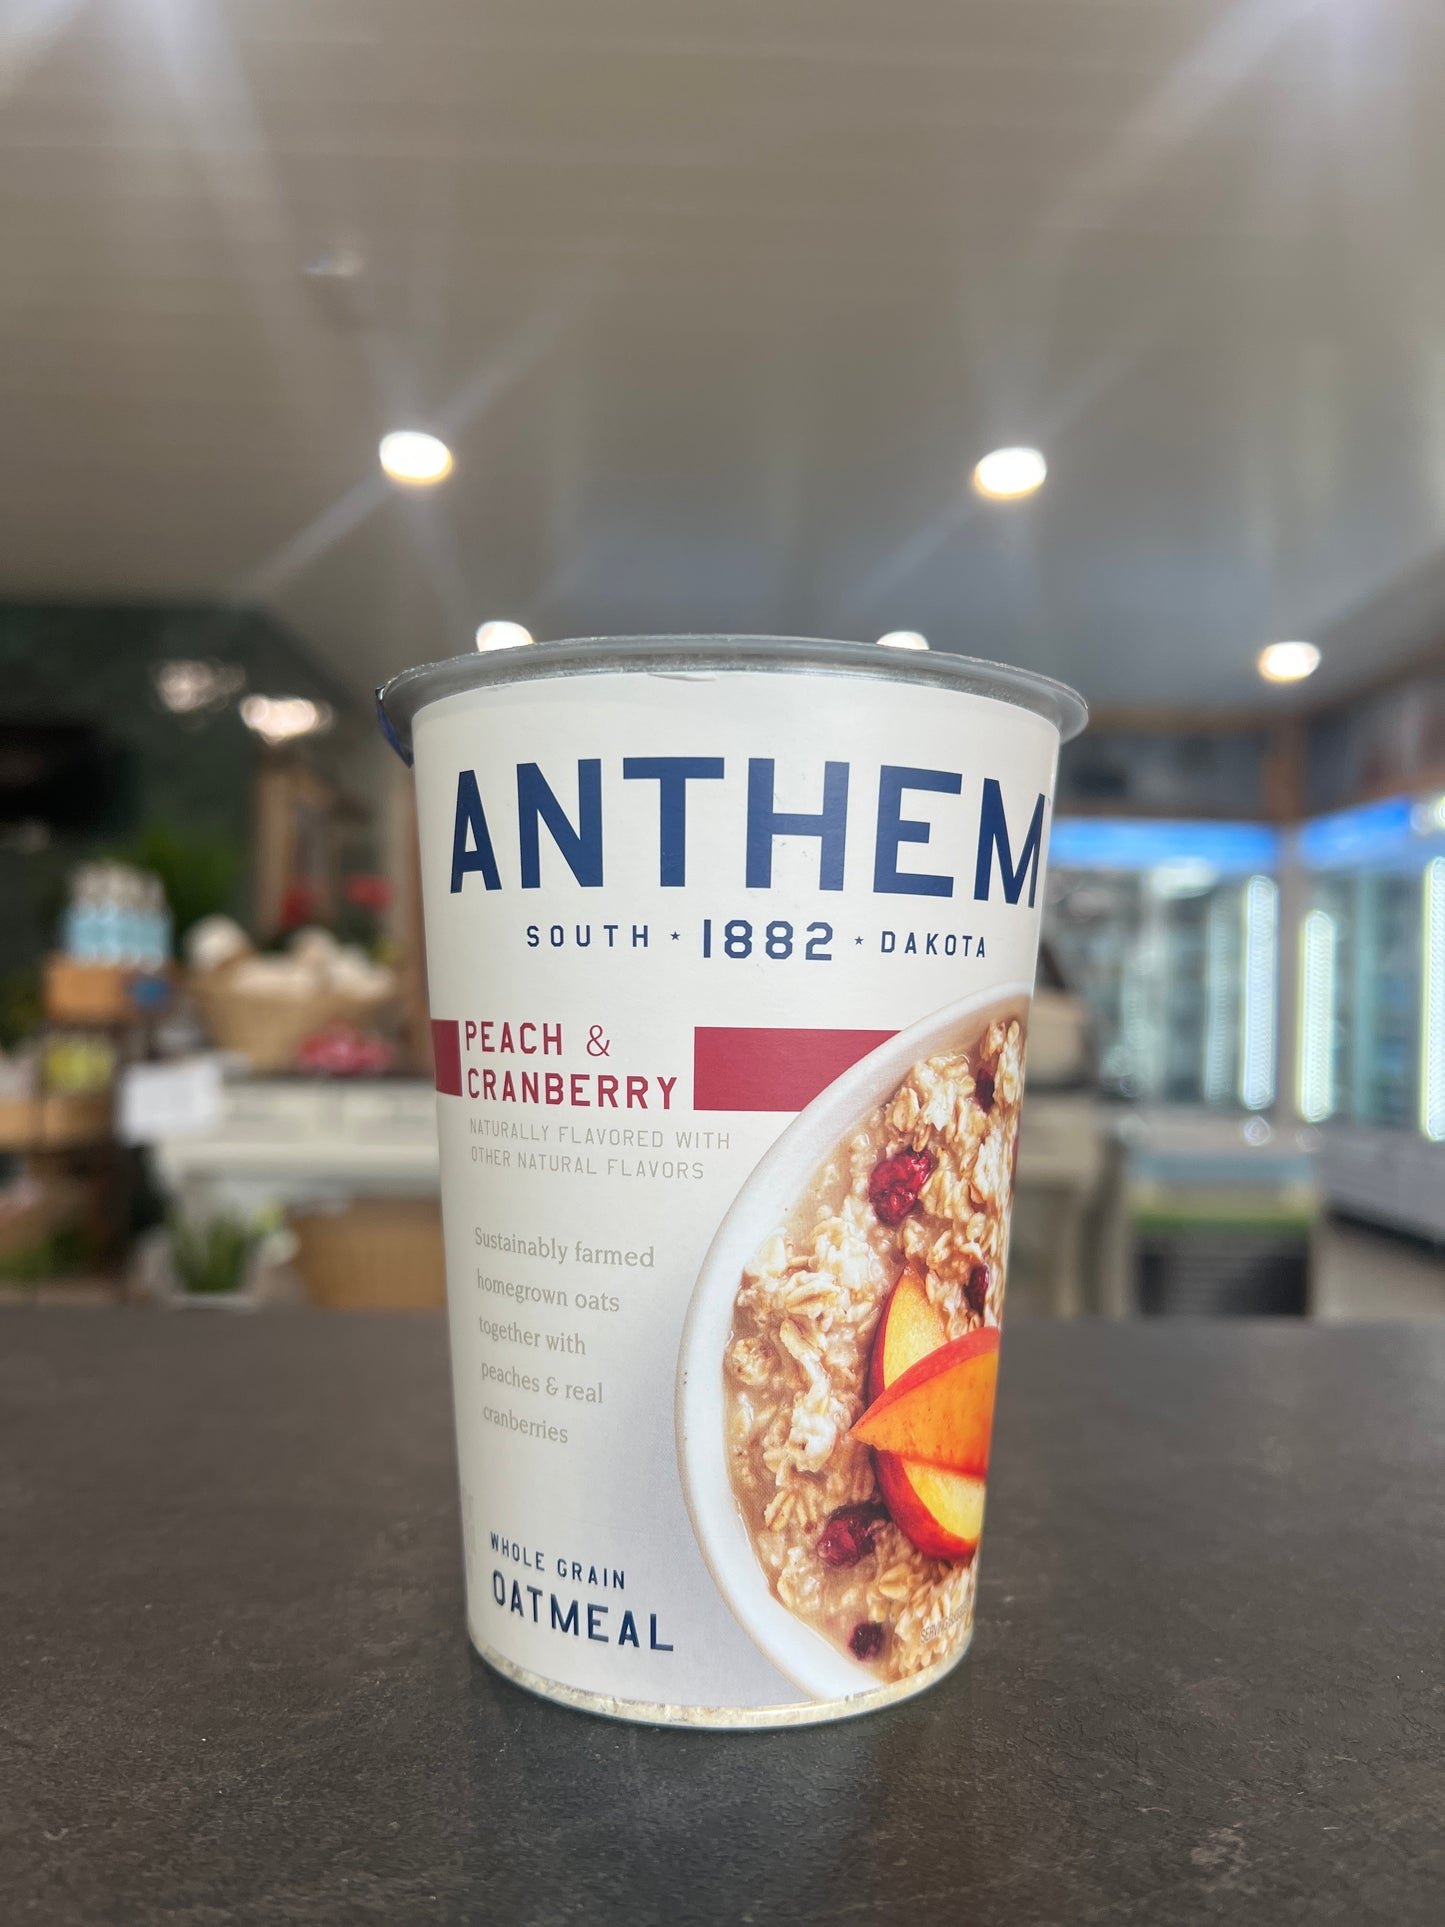 ANTHEM
SOUTH ★ 1882 ★ DAKOTA
PEACH &
CRANBERRY
NATURALLY FLAVORED WITH
OTHER NATURAL FLAVORS
Sustainably farmed
homegrown oats
together with
peaches & real
cranberries
WHOLE GRAIN
OATMEAL